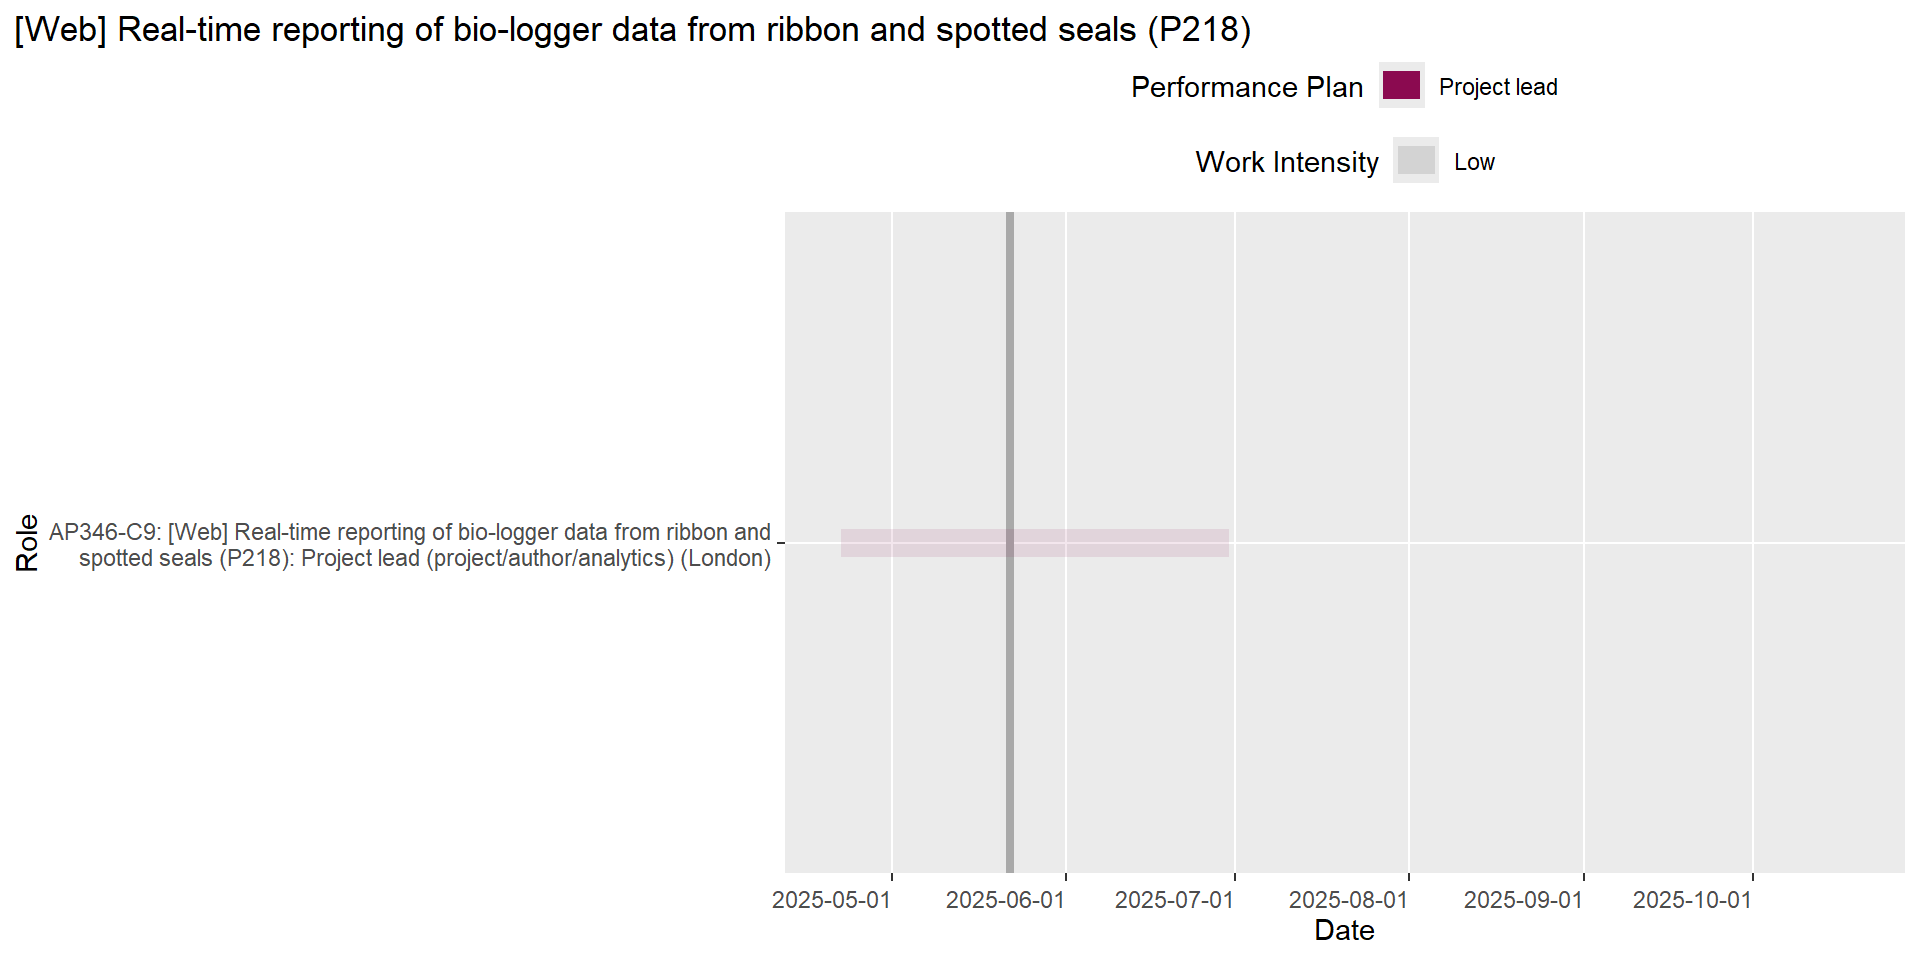 [Web] Real-time reporting of bio-logger data from ribbon and spotted seals (P218)
Performance Plan
Project lead
Work Intensity
Low
Role
AP346-C9: [Web] Real-time reporting of bio-logger data from ribbon and
spotted seals (P218): Project lead (project/author/analytics) (London)
2025-05-01
2025-06-01
2025-07-01
2025-08-01
2025-09-01
2025-10-01
Date